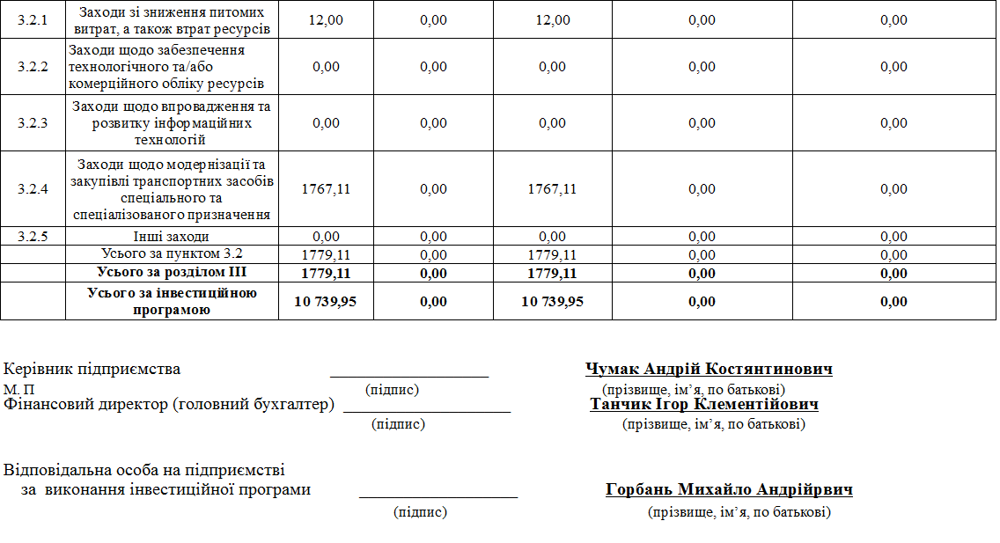 3.2.1 Заходи зі зниження питомих витрат, а також втрат ресурсів 12,00 0,00 12,00 0,00 0,00
3.2.2 Заходи щодо забезпечення технологічного та/або комерційного обліку ресурсів 0,00 0,00 0,00 0,00 0,00
3.2.3 Заходи щодо впровадження та розвитку інформаційних технологій 0,00 0,00 0,00 0,00 0,00
3.2.4 Заходи щодо модернізації та закупівлі транспортних засобів спеціального та спеціалізованого призначення 1767,11 0,00 1767,11 0,00 0,00
3.2.5 Інші заходи 0,00 0,00 0,00 0,00 0,00
Усього за пунктом 3.2 1779,11 0,00 1779,11 0,00 0,00
Усього за розділом III 1779,11 0,00 1779,11 0,00 0,00
Усього за інвестиційною програмою 10 739,95 0,00 10 739,95 0,00 0,00
Керівник підприємства Чумак Андрій Костянтинович
М. П (підпис) (прізвище, ім’я, по батькові)
Фінансовий директор (головний бухгалтер) Танчик Ігор Клементійович
(підпис) (прізвище, ім’я, по батькові)
Відповідальна особа на підприємстві
за виконання інвестиційної програми Горбань Михайло Андрійрвич
(підпис) (прізвище, ім’я, по батькові)